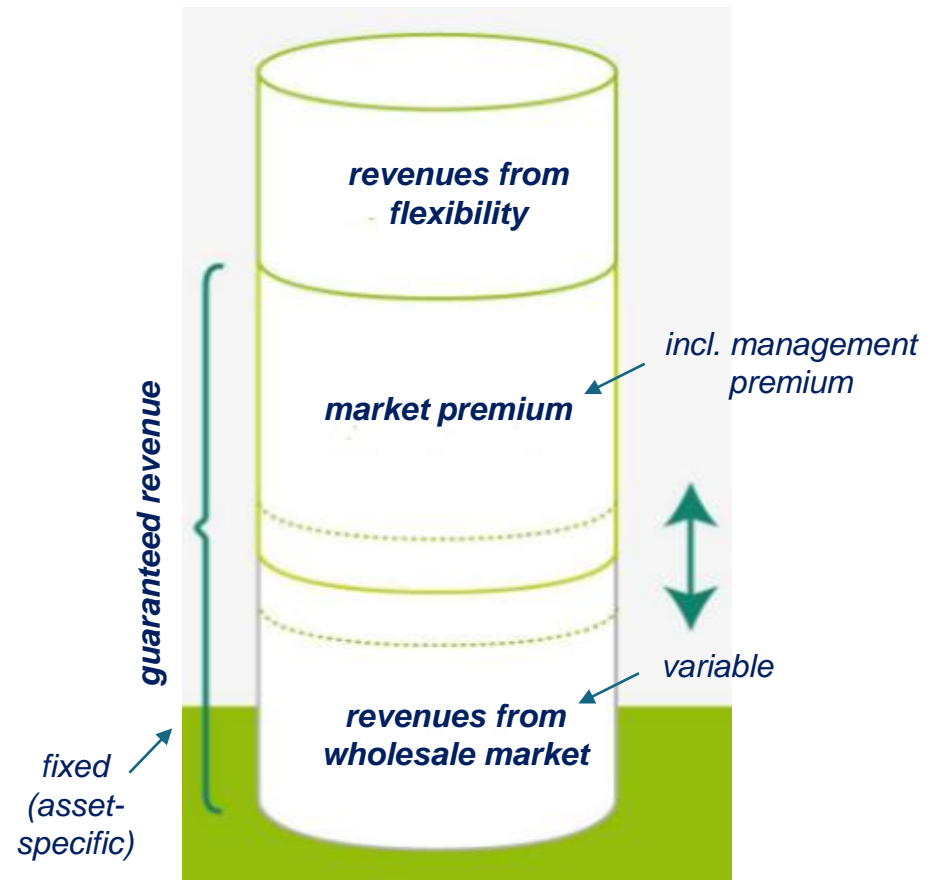 revenues from
flexibility
incl. management
premium
market premium
guaranteed revenue
variable
revenues from
wholesale market
fixed
(asset-
specific)